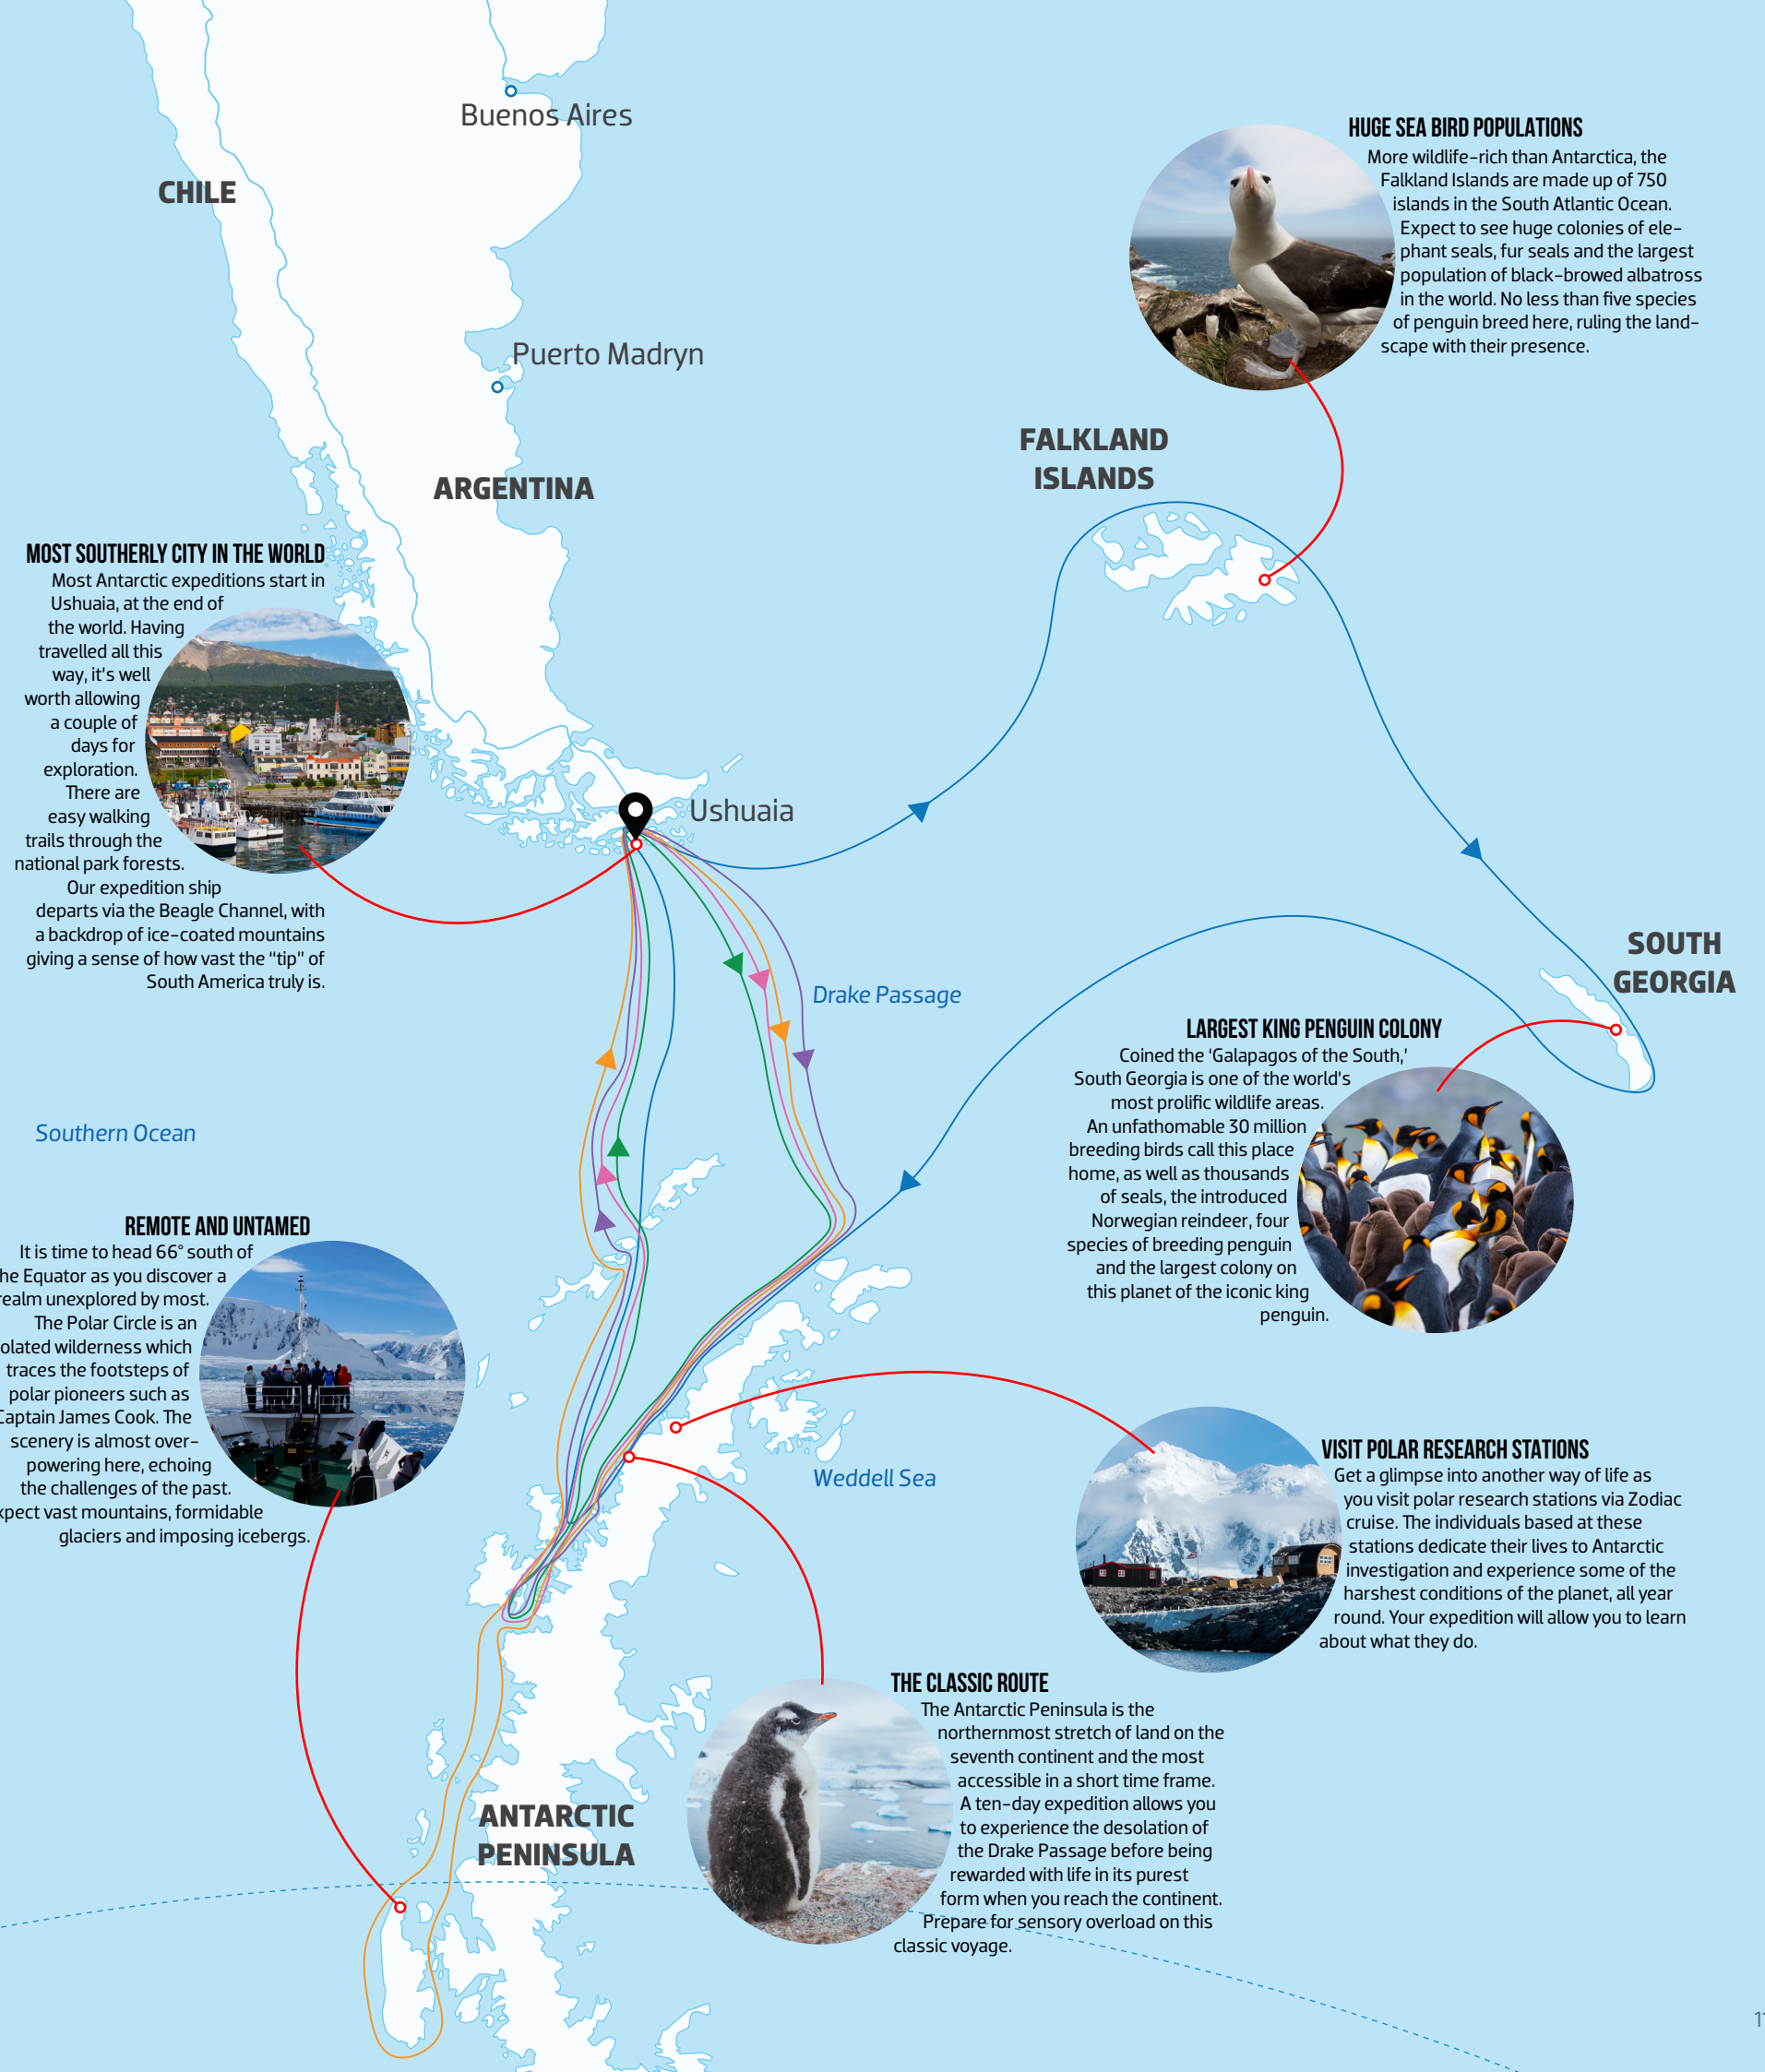 Buenos Aires
CHILE
Puerto Madryn
ARGENTINA
HUGE SEA BIRD POPULATIONS
More wildlife-rich than Antarctica, the
Falkland Islands are made up of 750
islands in the South Atlantic Ocean.
Expect to see huge colonies of ele-
phant seals, fur seals and the largest
population of black-browed albatross
in the world. No less than five species
of penguin breed here, ruling the land-
scape with their presence.
FALKLAND
ISLANDS
MOST SOUTHERLY CITY IN THE WORLD
Most Antarctic expeditions start in
Ushuaia, at the end of
the world. Having
travelled all this
way, it's well
worth allowing
a couple of
days for
exploration.
There are
easy walking
trails through the
national park forests.
Our expedition ship
departs via the Beagle Channel, with
a backdrop of ice-coated mountains
giving a sense of how vast the “tip” of
South America truly is.
Ushuaia
Drake Passage
SOUTH
GEORGIA
LARGEST KING PENGUIN COLONY
Coined the 'Galapagos of the South,'
South Georgia is one of the world's
most prolific wildlife areas.
An unfathomable 30 million
breeding birds call this place
home, as well as thousands
of seals, the introduced
Norwegian reindeer, four
species of breeding penguin
and the largest colony on
this planet of the iconic king
penguin.
Southern Ocean
REMOTE AND UNTAMED
It is time to head 66° south of
he Equator as you discover a
realm unexplored by most.
The Polar Circle is an
olated wilderness which
traces the footsteps of
polar pioneers such as
Captain James Cook. The
scenery is almost over-
powering here, echoing
the challenges of the past.
xpect vast mountains, formidable
glaciers and imposing icebergs.
Weddell Sea
VISIT POLAR RESEARCH STATIONS
Get a glimpse into another way of life as
you visit polar research stations via Zodiac
cruise. The individuals based at these
stations dedicate their lives to Antarctic
investigation and experience some of the
harshest conditions of the planet, all year
round. Your expedition will allow you to learn
about what they do.
THE CLASSIC ROUTE
The Antarctic Peninsula is the
northernmost stretch of land on the
seventh continent and the most
accessible in a short time frame.
A ten-day expedition allows you
to experience the desolation of
the Drake Passage before being
rewarded with life in its purest
form when you reach the continent.
Prepare for sensory overload on this
classic voyage.
ANTARCTIC
PENINSULA
11